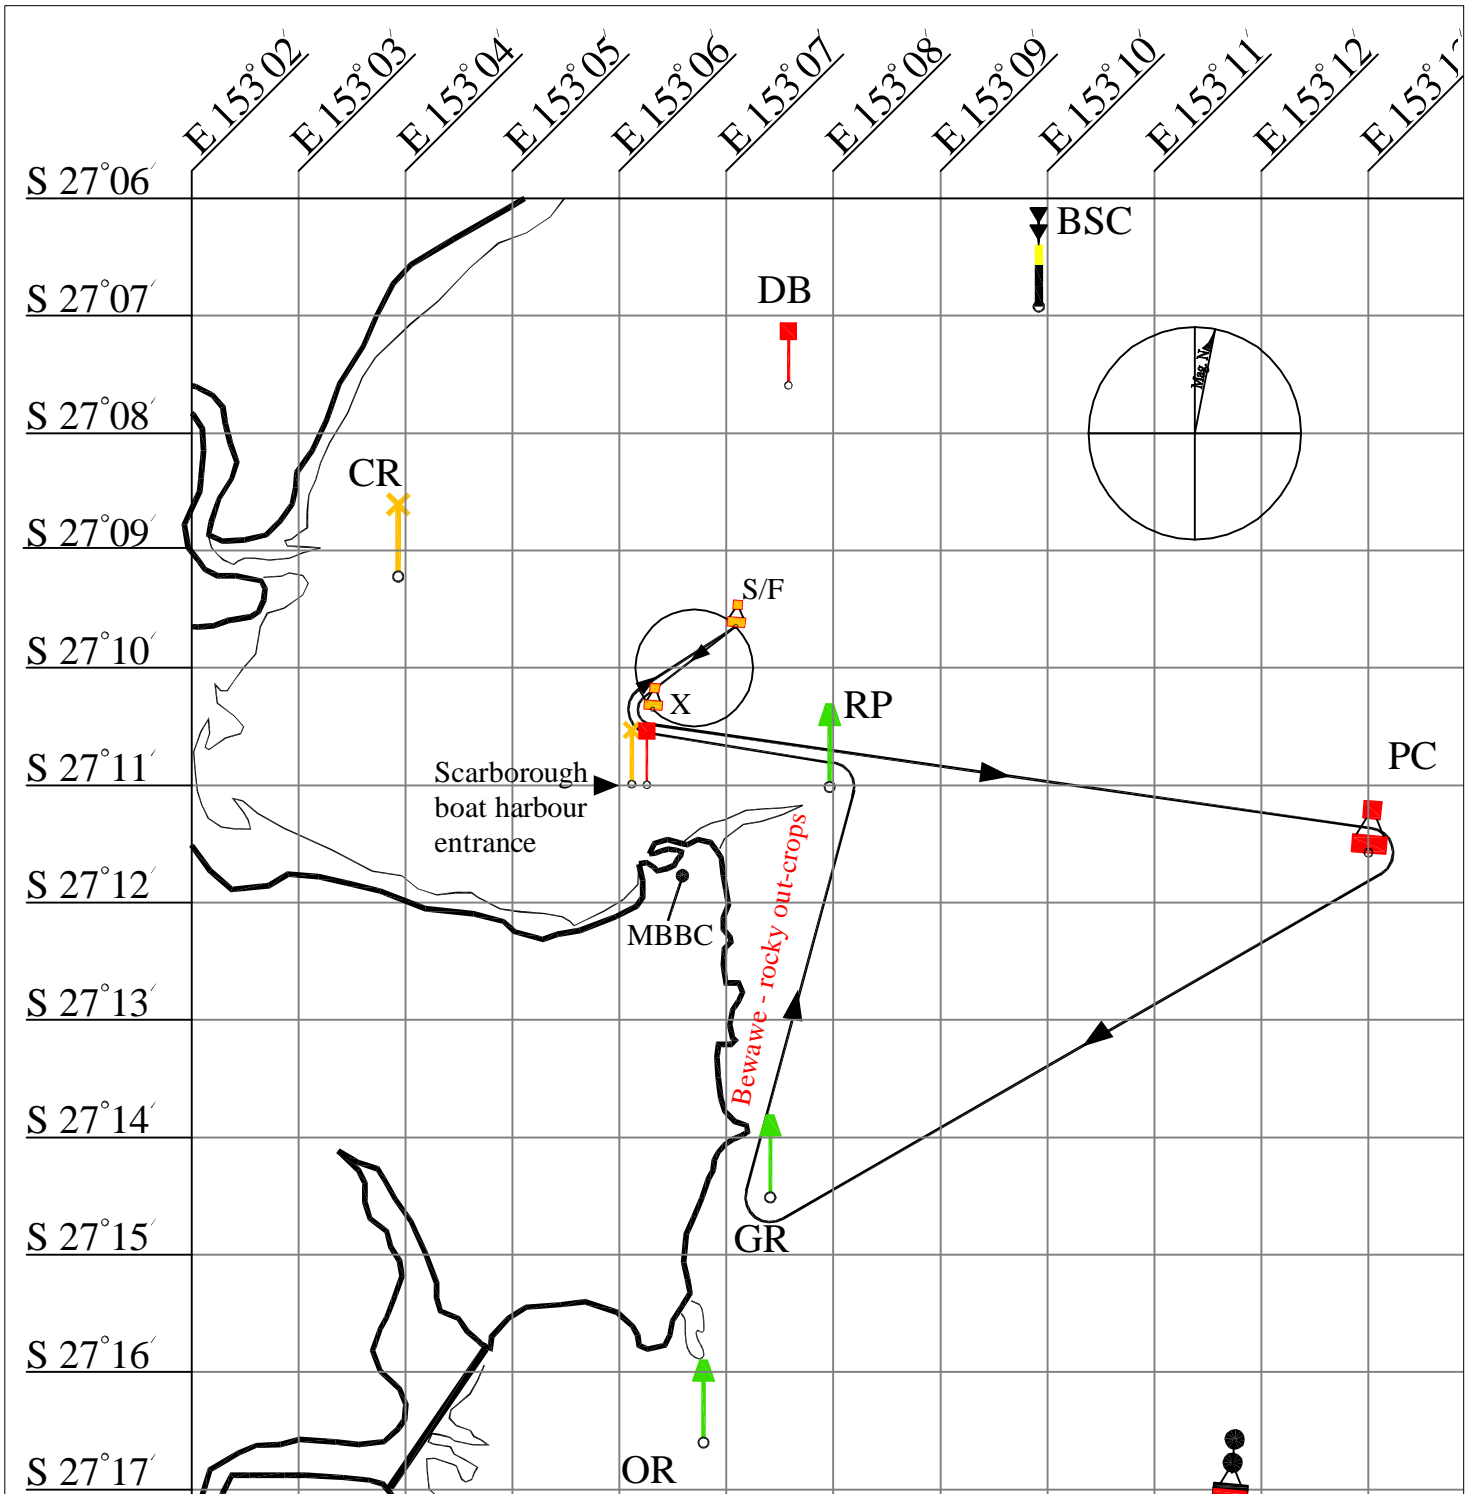 E 153°02'
E 153°03'
E 153°04'
E 153°05'
E 153°06'
E 153°07'
E 153°08'
E 153°09'
E 153°10'
E 153°11'
E 153°12'
S 27°06'
BSC
S 27°07'
DB
Mag. N
S 27°08'
CR
S 27°09'
S/F
S 27°10'
X
RP
S 27°11'
PC
Scarborough
boat harbour
entrance
S 27°12'
MBBC
Bewawe - rocky out-crops
S 27°13'
S 27°14'
S 27°15'
GR
S 27°16'
OR
S 27°17'